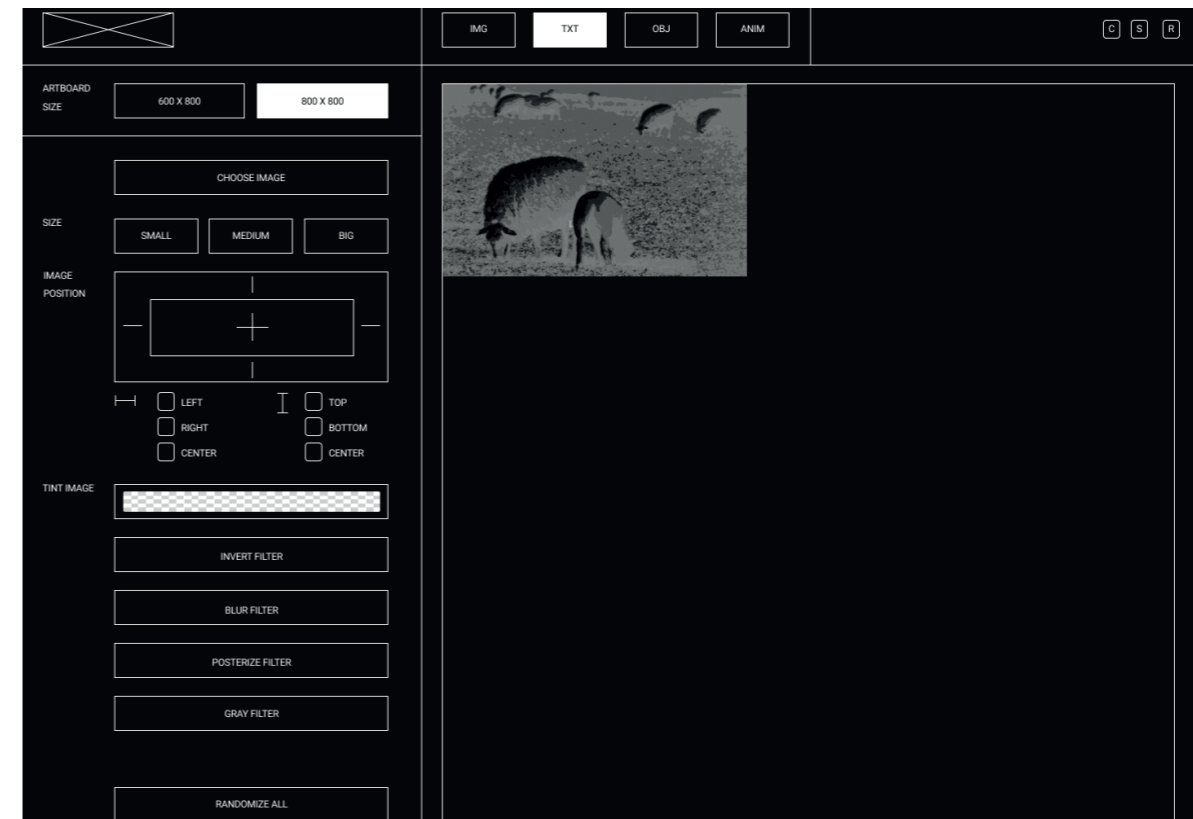 IMG
TXT
OBJ
ANIM
C
S
R
ARTBOARD
SIZE
600 X 800
800 X 800
CHOOSE IMAGE
SIZE
SMALL
MEDIUM
BIG
IMAGE
POSITION
LEFT
TOP
RIGHT
BOTTOM
CENTER
CENTER
TINT IMAGE
INVERT FILTER
BLUR FILTER
POSTERIZE FILTER
GRAY FILTER
RANDOMIZE ALL